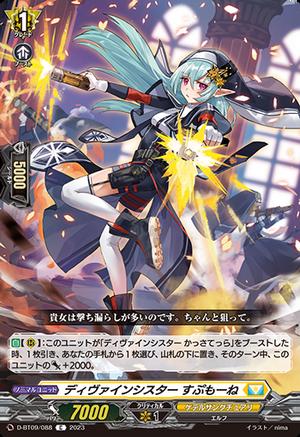 1
グレード
ブースト
5000
シールド
貴女は撃ち漏らしが多いのです。ちゃんと狙って。
【自】【(R)】：このユニットが「ディヴァインシスター かっさてっら」をブーストした
時、1枚引き、あなたの手札から1枚選び、山札の下に置き、そのターン中、この
ユニットの+2000。
ノーマルユニット
ディヴァインシスター すぷもーね
パワー
7000
クリティカル
1
ケテルサンクチュアリ
エルフ
D-BT09/088 C 2023
イラスト／nima